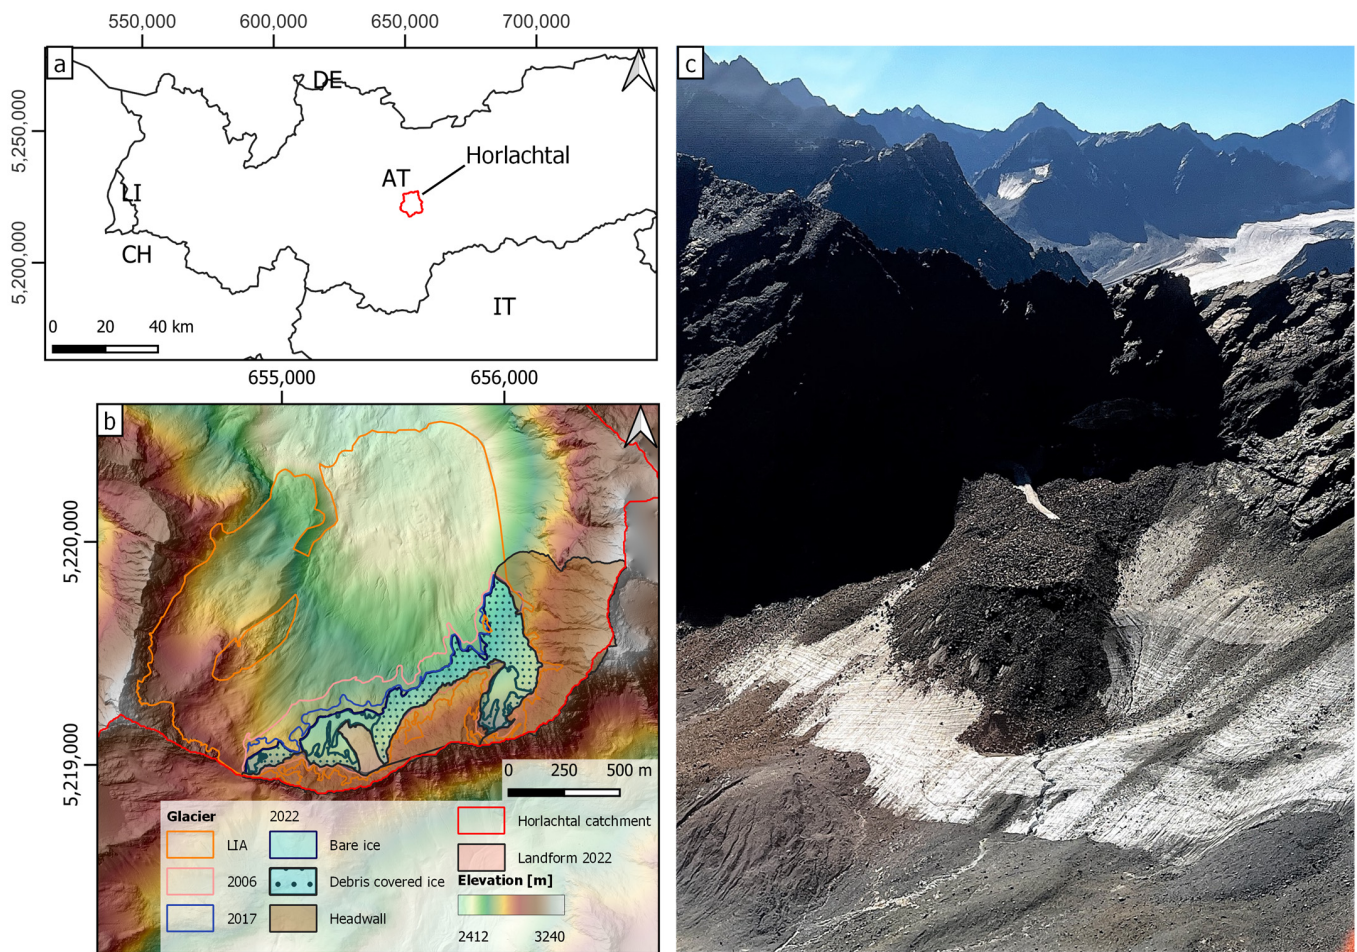 550,000 600,000 650,000 700,000
a
c
DE
5,250,000
Horlachtal
AT
LI
CH
5,200,000
IT
0 20 40 km
655,000 656,000
b
5,220,000
5,219,000
0 250 500 m
Glacier 2022
LIA Bare ice Horlachtal catchment
2006 Debris covered ice Landform 2022
2017 Headwall Elevation [m]
2412 3240